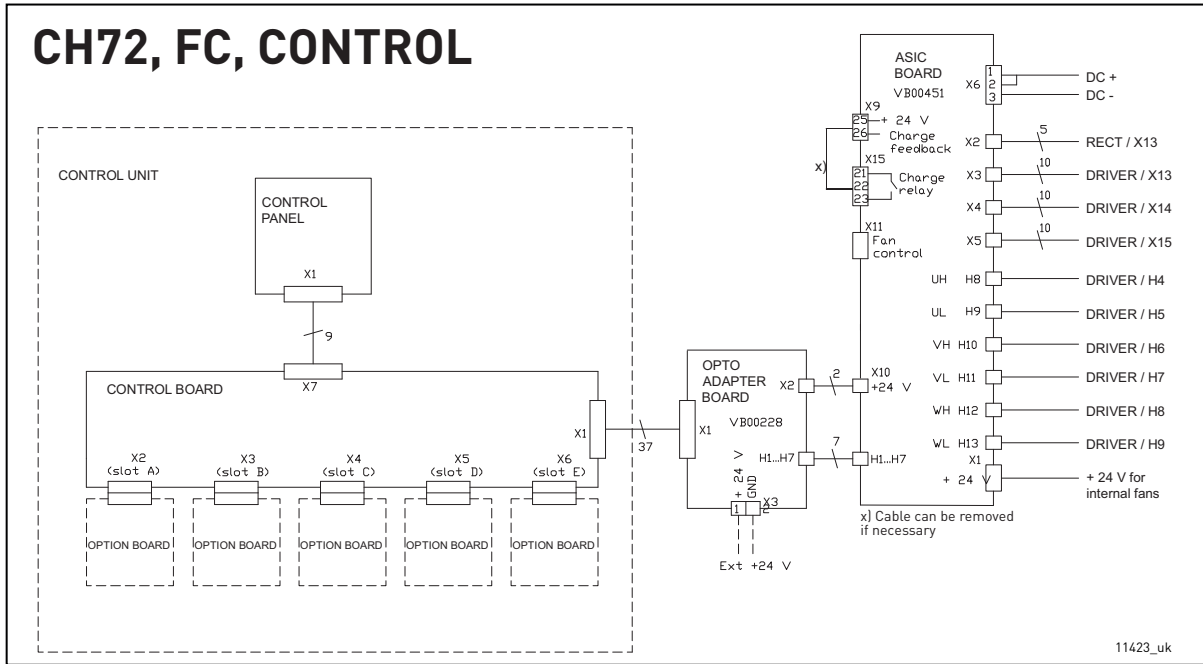 CH72, FC, CONTROL
CONTROL UNIT
CONTROL
PANEL
X1
9
X7
CONTROL BOARD
X1
37
X2
(slot A)
X3
(slot B)
X4
(slot C)
X5
(slot D)
X6
(slot E)
OPTION BOARD
OPTION BOARD
OPTION BOARD
OPTION BOARD
OPTION BOARD
OPTO
ADAPTER
BOARD
VB00228
X1
X2
2
H1...H7
7
+ 24 V
GND
X3
1
2
Ext +24 V
ASIC
BOARD
VB00451
X9
25
+ 24 V
26
Charge
feedback
x)
X15
21
22
23
Charge
relay
X11
Fan
control
X10
+24 V
H1...H7
X6
1
2
3
DC +
DC -
X2
5
RECT / X13
X3
10
DRIVER / X13
X4
10
DRIVER / X14
X5
10
DRIVER / X15
UH H8
DRIVER / H4
UL H9
DRIVER / H5
VH H10
DRIVER / H6
VL H11
DRIVER / H7
WH H12
DRIVER / H8
WL H13
DRIVER / H9
X1
+ 24 V
+ 24 V for
internal fans
x) Cable can be removed
if necessary
11423_uk